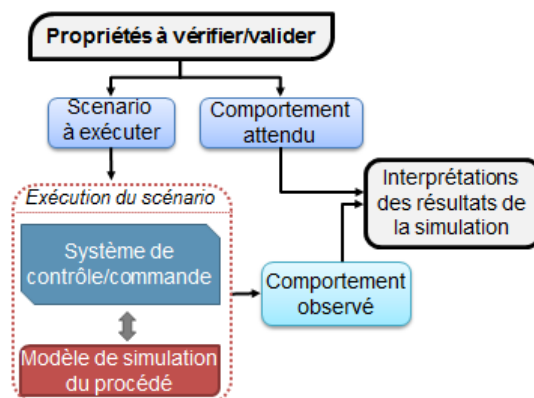 Propriétés à vérifier/valider
Scenario
à exécuter
Comportement
attendu
Exécution du scénario
Interprétations
des résultats de
la simulation
Système de
contrôle/commande
Comportement
observé
Modèle de simulation
du procédé